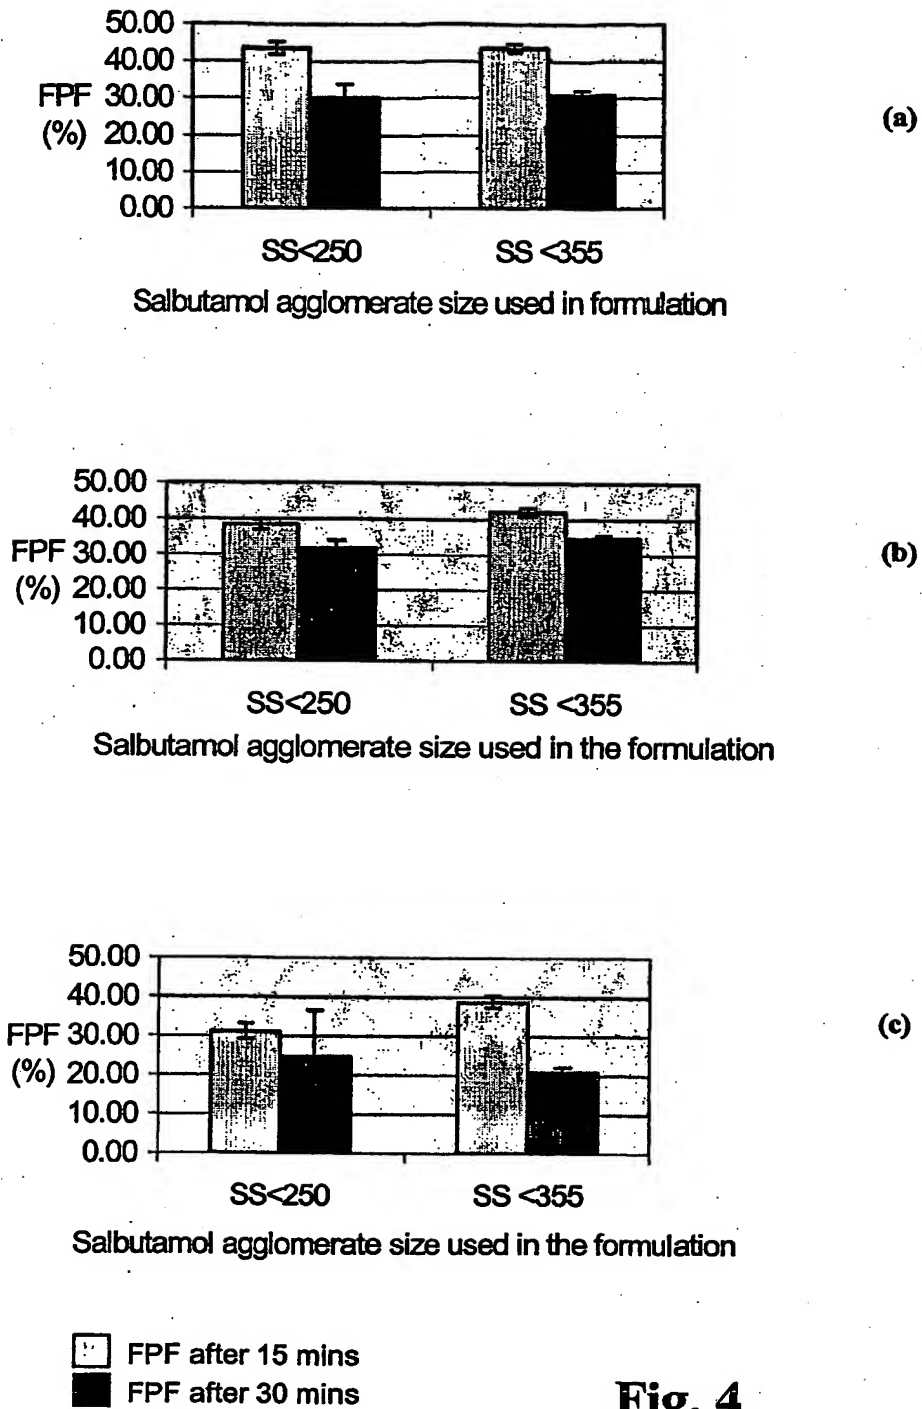 50.00
40.00
FPF 30.00
(%) 20.00
10.00
0.00
(a)
SS<250 SS <355
Salbutamol agglomerate size used in formulation
50.00
40.00
FPF 30.00
(%) 20.00
10.00
0.00
(b)
SS<250 SS <355
Salbutamol agglomerate size used in the formulation
50.00
40.00
FPF 30.00
(%) 20.00
10.00
0.00
(c)
SS<250 SS <355
Salbutamol agglomerate size used in the formulation
FPF after 15 mins
FPF after 30 mins
Fig. 4